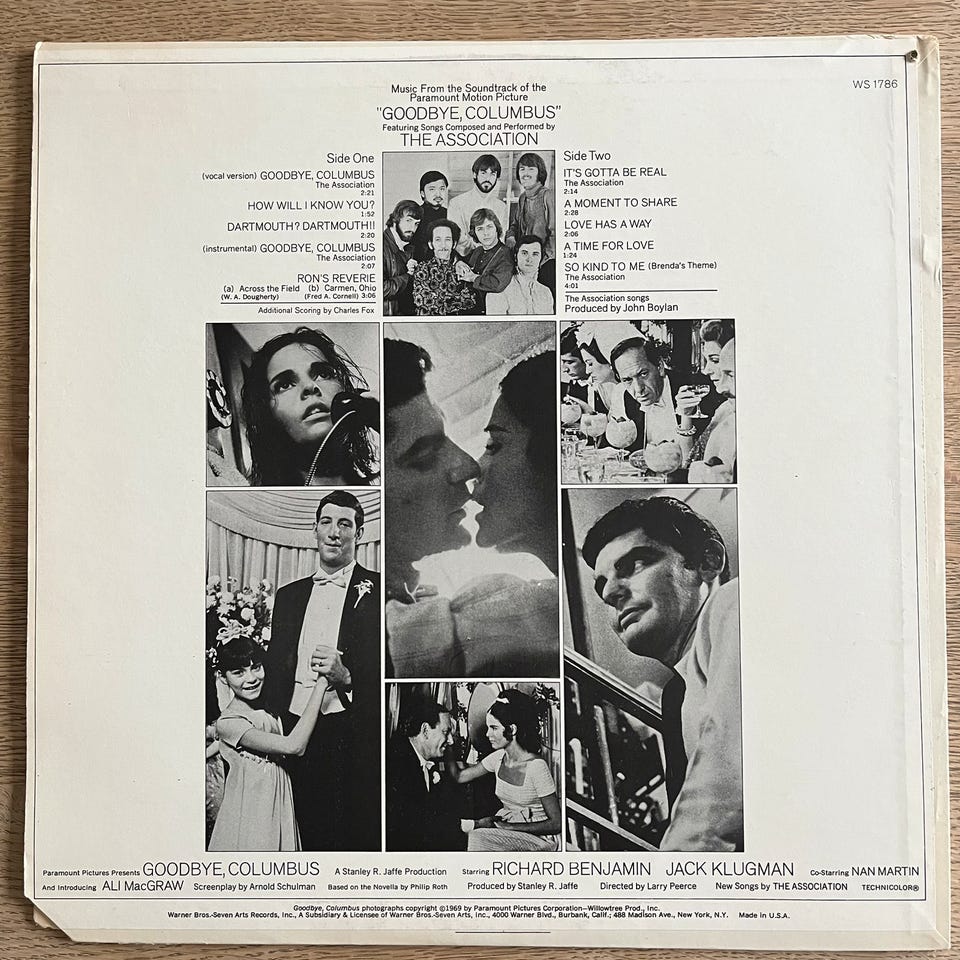 WS 1786
Music From the Soundtrack of the
Paramount Motion Picture
"GOODBYE, COLUMBUS"
Featuring Songs Composed and Performed by
THE ASSOCIATION
Side One
(vocal version) GOODBYE, COLUMBUS
The Association
2:21
HOW WILL I KNOW YOU?
1:52
DARTMOUTH? DARTMOUTH!!
2:20
(instrumental) GOODBYE, COLUMBUS
The Association
2:07
RON'S REVERIE
(a) Across the Field (b) Carmen, Ohio
(W. A. Dougherty) (Fred A. Cornell) 3:06
Additional Scoring by Charles Fox
Side Two
IT'S GOTTA BE REAL
The Association
2:14
A MOMENT TO SHARE
2:28
LOVE HAS A WAY
2:06
A TIME FOR LOVE
1:24
SO KIND TO ME (Brenda's Theme)
The Association
4:01
The Association songs
Produced by John Boylan
Paramount Pictures Presents GOODBYE, COLUMBUS A Stanley R. Jaffe Production Starring RICHARD BENJAMIN JACK KLUGMAN Co-Starring NAN MARTIN
And Introducing ALI MacGRAW Screenplay by Arnold Schulman Based on the Novella by Philip Roth Produced by Stanley R. Jaffe Directed by Larry Peerce New Songs by THE ASSOCIATION TECHNICOLOR®
Goodbye, Columbus photographs copyright ©1969 by Paramount Pictures Corporation—Willowtree Prod., Inc.
Warner Bros.-Seven Arts Records, Inc., A Subsidiary & Licensee of Warner Bros.-Seven Arts, Inc., 4000 Warner Blvd., Burbank, Calif.; 488 Madison Ave., New York, N.Y. Made in U.S.A.